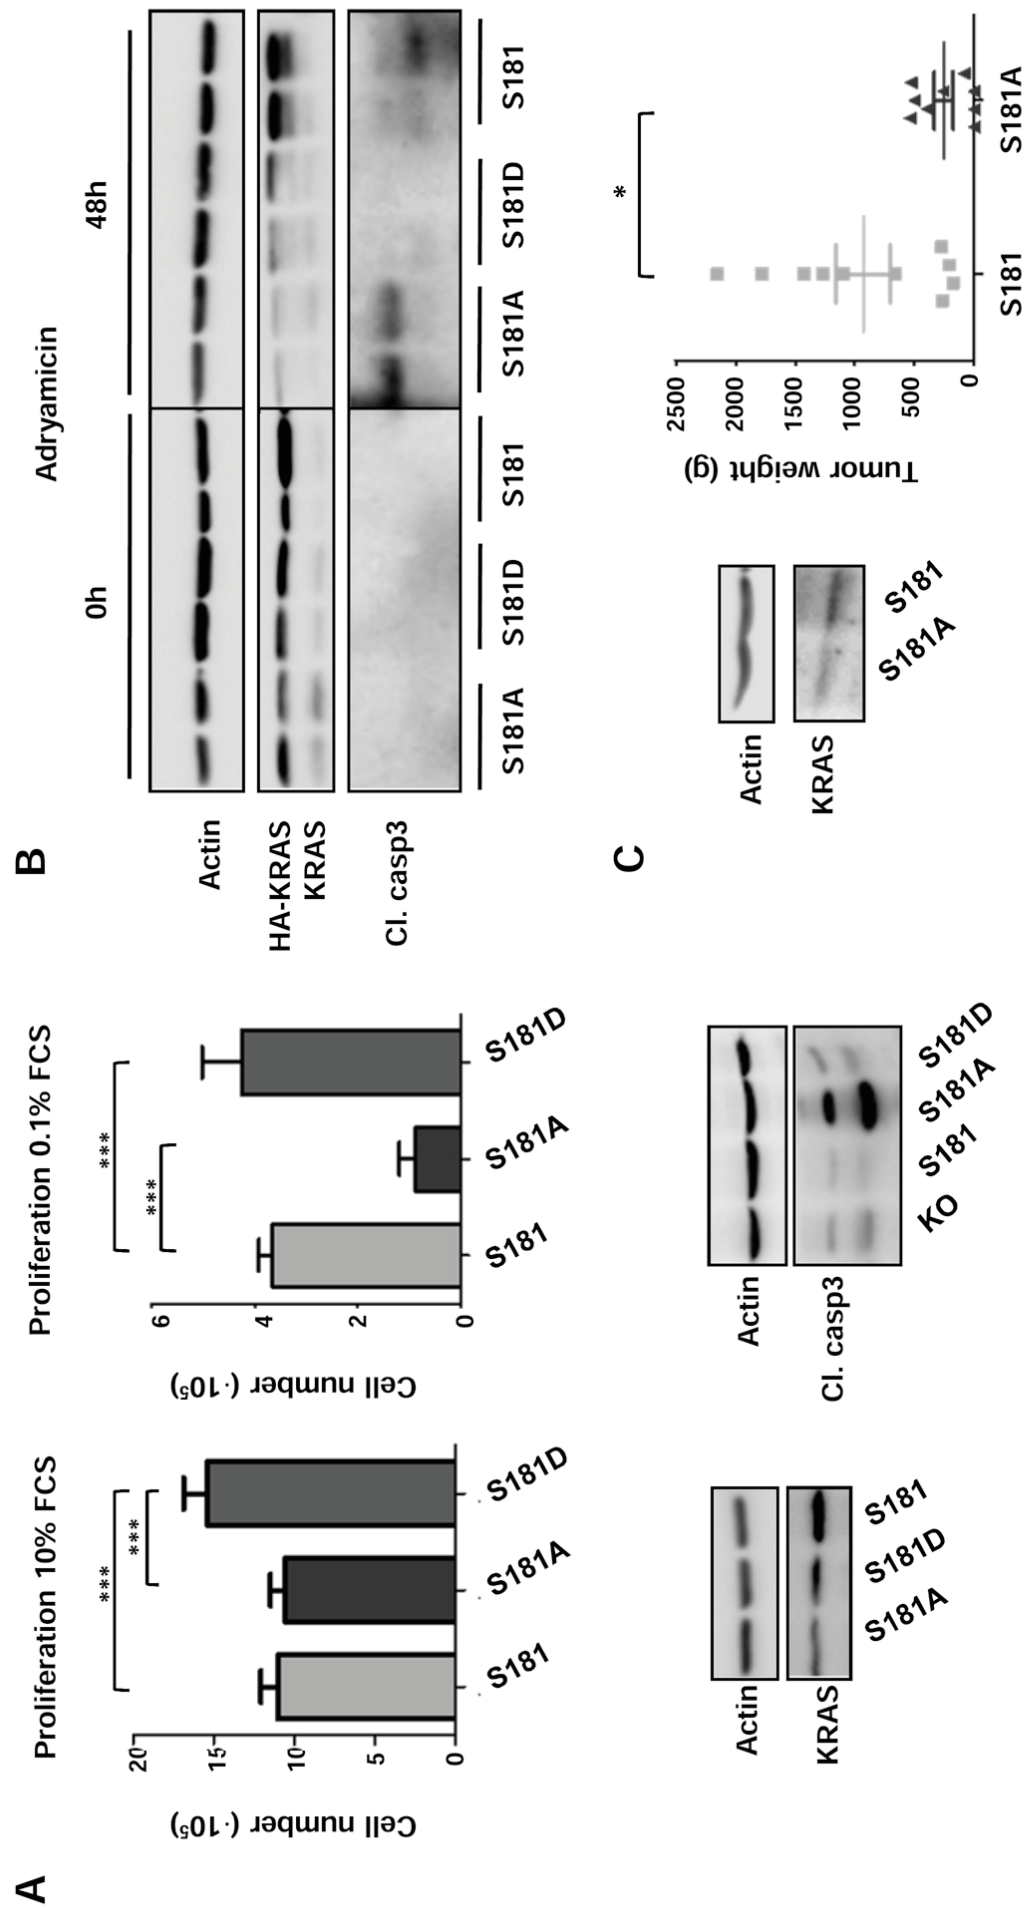 A
Proliferation 10% FCS
***
***
Cell number (·10⁵)
20
15
10
5
0
S181
S181A
S181D
Proliferation 0.1% FCS
***
***
Cell number (·10⁵)
6
4
2
0
S181
S181A
S181D
Actin
KRAS
S181A
S181D
S181
Actin
Cl. casp3
KO
S181
S181A
S181D
B
Adryamicin
0h
48h
Actin
HA-KRAS
KRAS
Cl. casp3
S181A
S181D
S181
S181A
S181D
S181
C
Actin
KRAS
S181A
S181
*
Tumor weight (g)
2500
2000
1500
1000
500
0
S181
S181A